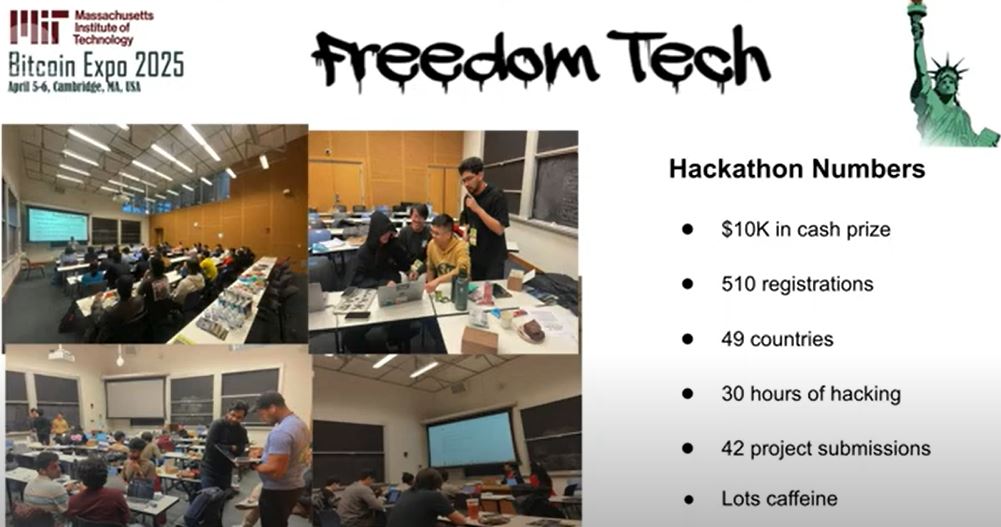 Massachusetts
Institute of
Technology
Bitcoin Expo 2025
April 5-6, Cambridge, MA, USA
Freedom Tech
Hackathon Numbers
$10K in cash prize
510 registrations
49 countries
30 hours of hacking
42 project submissions
Lots caffeine